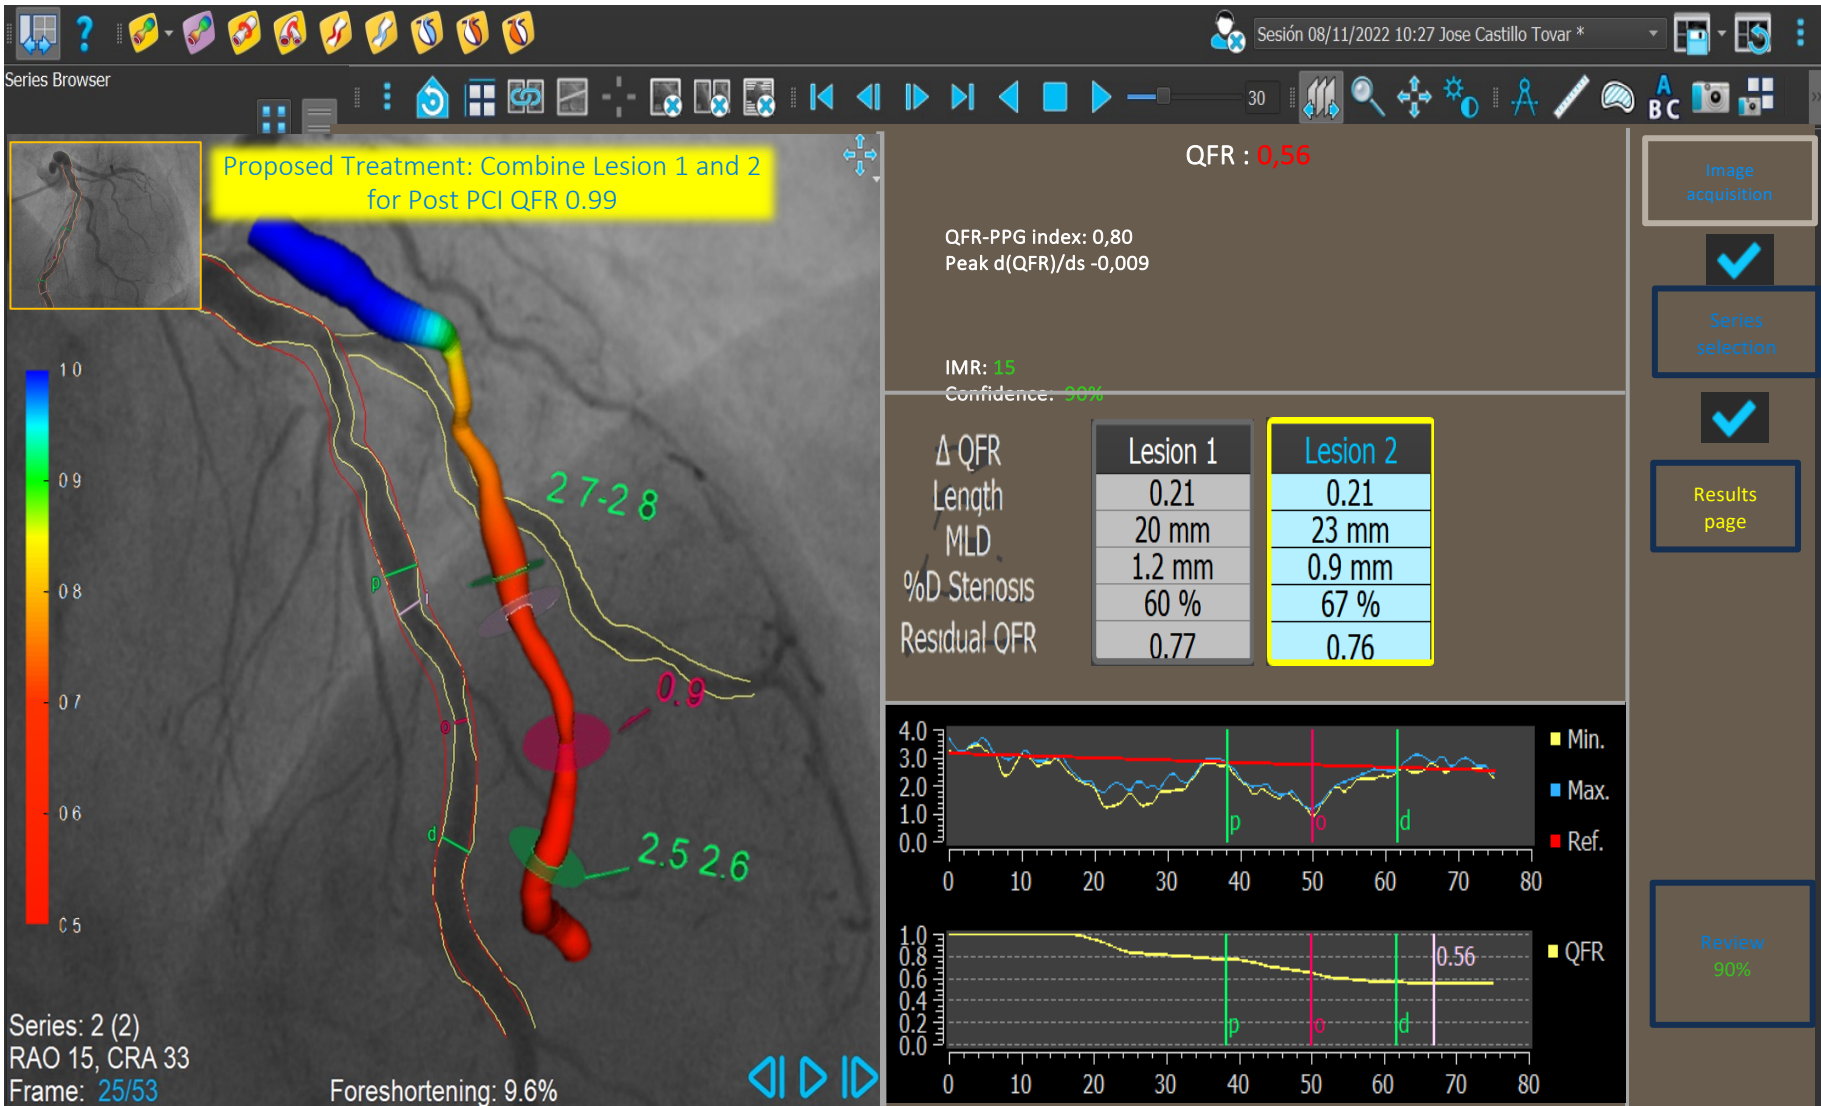 Sesión 08/11/2022 10:27 Jose Castillo Tovar *
Series Browser
30
A
B C
Proposed Treatment: Combine Lesion 1 and 2
for Post PCI QFR 0.99
1 0
0 9
0 8
0 7
0 6
0 5
2 7-2 8
0.9
2.5 2.6
p
i
o
d
Series: 2 (2)
RAO 15, CRA 33
Frame: 25/53
Foreshortening: 9.6%
QFR : 0,56
QFR-PPG index: 0,80
Peak d(QFR)/ds -0,009
IMR: 15
Confidence: 90%
Lesion 1 Lesion 2
Δ QFR 0.21 0.21
Length 20 mm 23 mm
MLD 1.2 mm 0.9 mm
%D Stenosis 60 % 67 %
Residual QFR 0.77 0.76
4.0
3.0
2.0
1.0
0.0
p o d
0 10 20 30 40 50 60 70 80
Min.
Max.
Ref.
1.0
0.8
0.6
0.4
0.2
0.0
0.56
p o d
0 10 20 30 40 50 60 70 80
QFR
Image
acquisition
Series
selection
Results
page
Review
90%